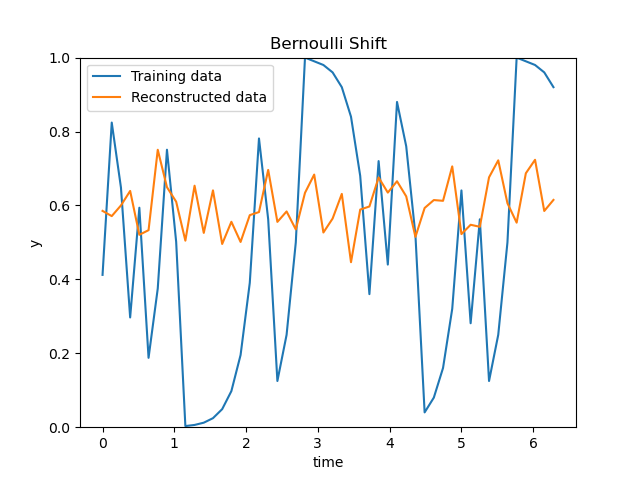 Bernoulli Shift
Training data
Reconstructed data
1.0
0.8
0.6
0.4
0.2
0.0
y
0 1 2 3 4 5 6
time